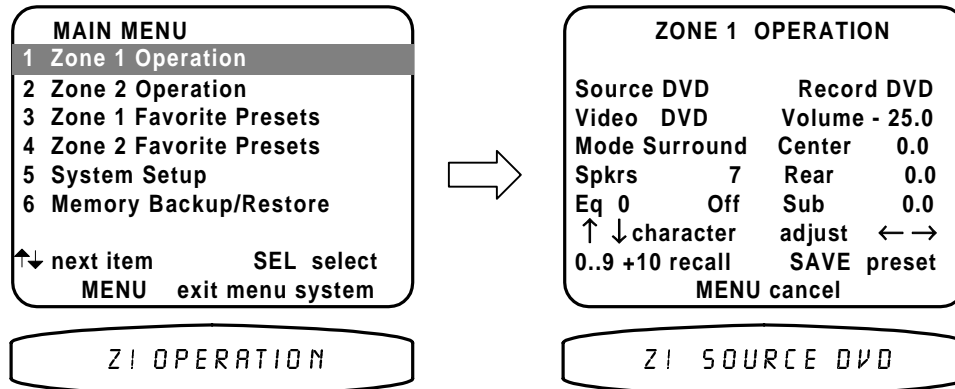 MAIN MENU
1 Zone 1 Operation
2 Zone 2 Operation
3 Zone 1 Favorite Presets
4 Zone 2 Favorite Presets
5 System Setup
6 Memory Backup/Restore
↑↓ next item SEL select
MENU exit menu system
Z1 OPERATION
ZONE 1 OPERATION
Source DVD Record DVD
Video DVD Volume - 25.0
Mode Surround Center 0.0
Spkrs 7 Rear 0.0
Eq 0 Off Sub 0.0
↑ ↓ character adjust ← →
0..9 +10 recall SAVE preset
MENU cancel
Z1 SOURCE DVD